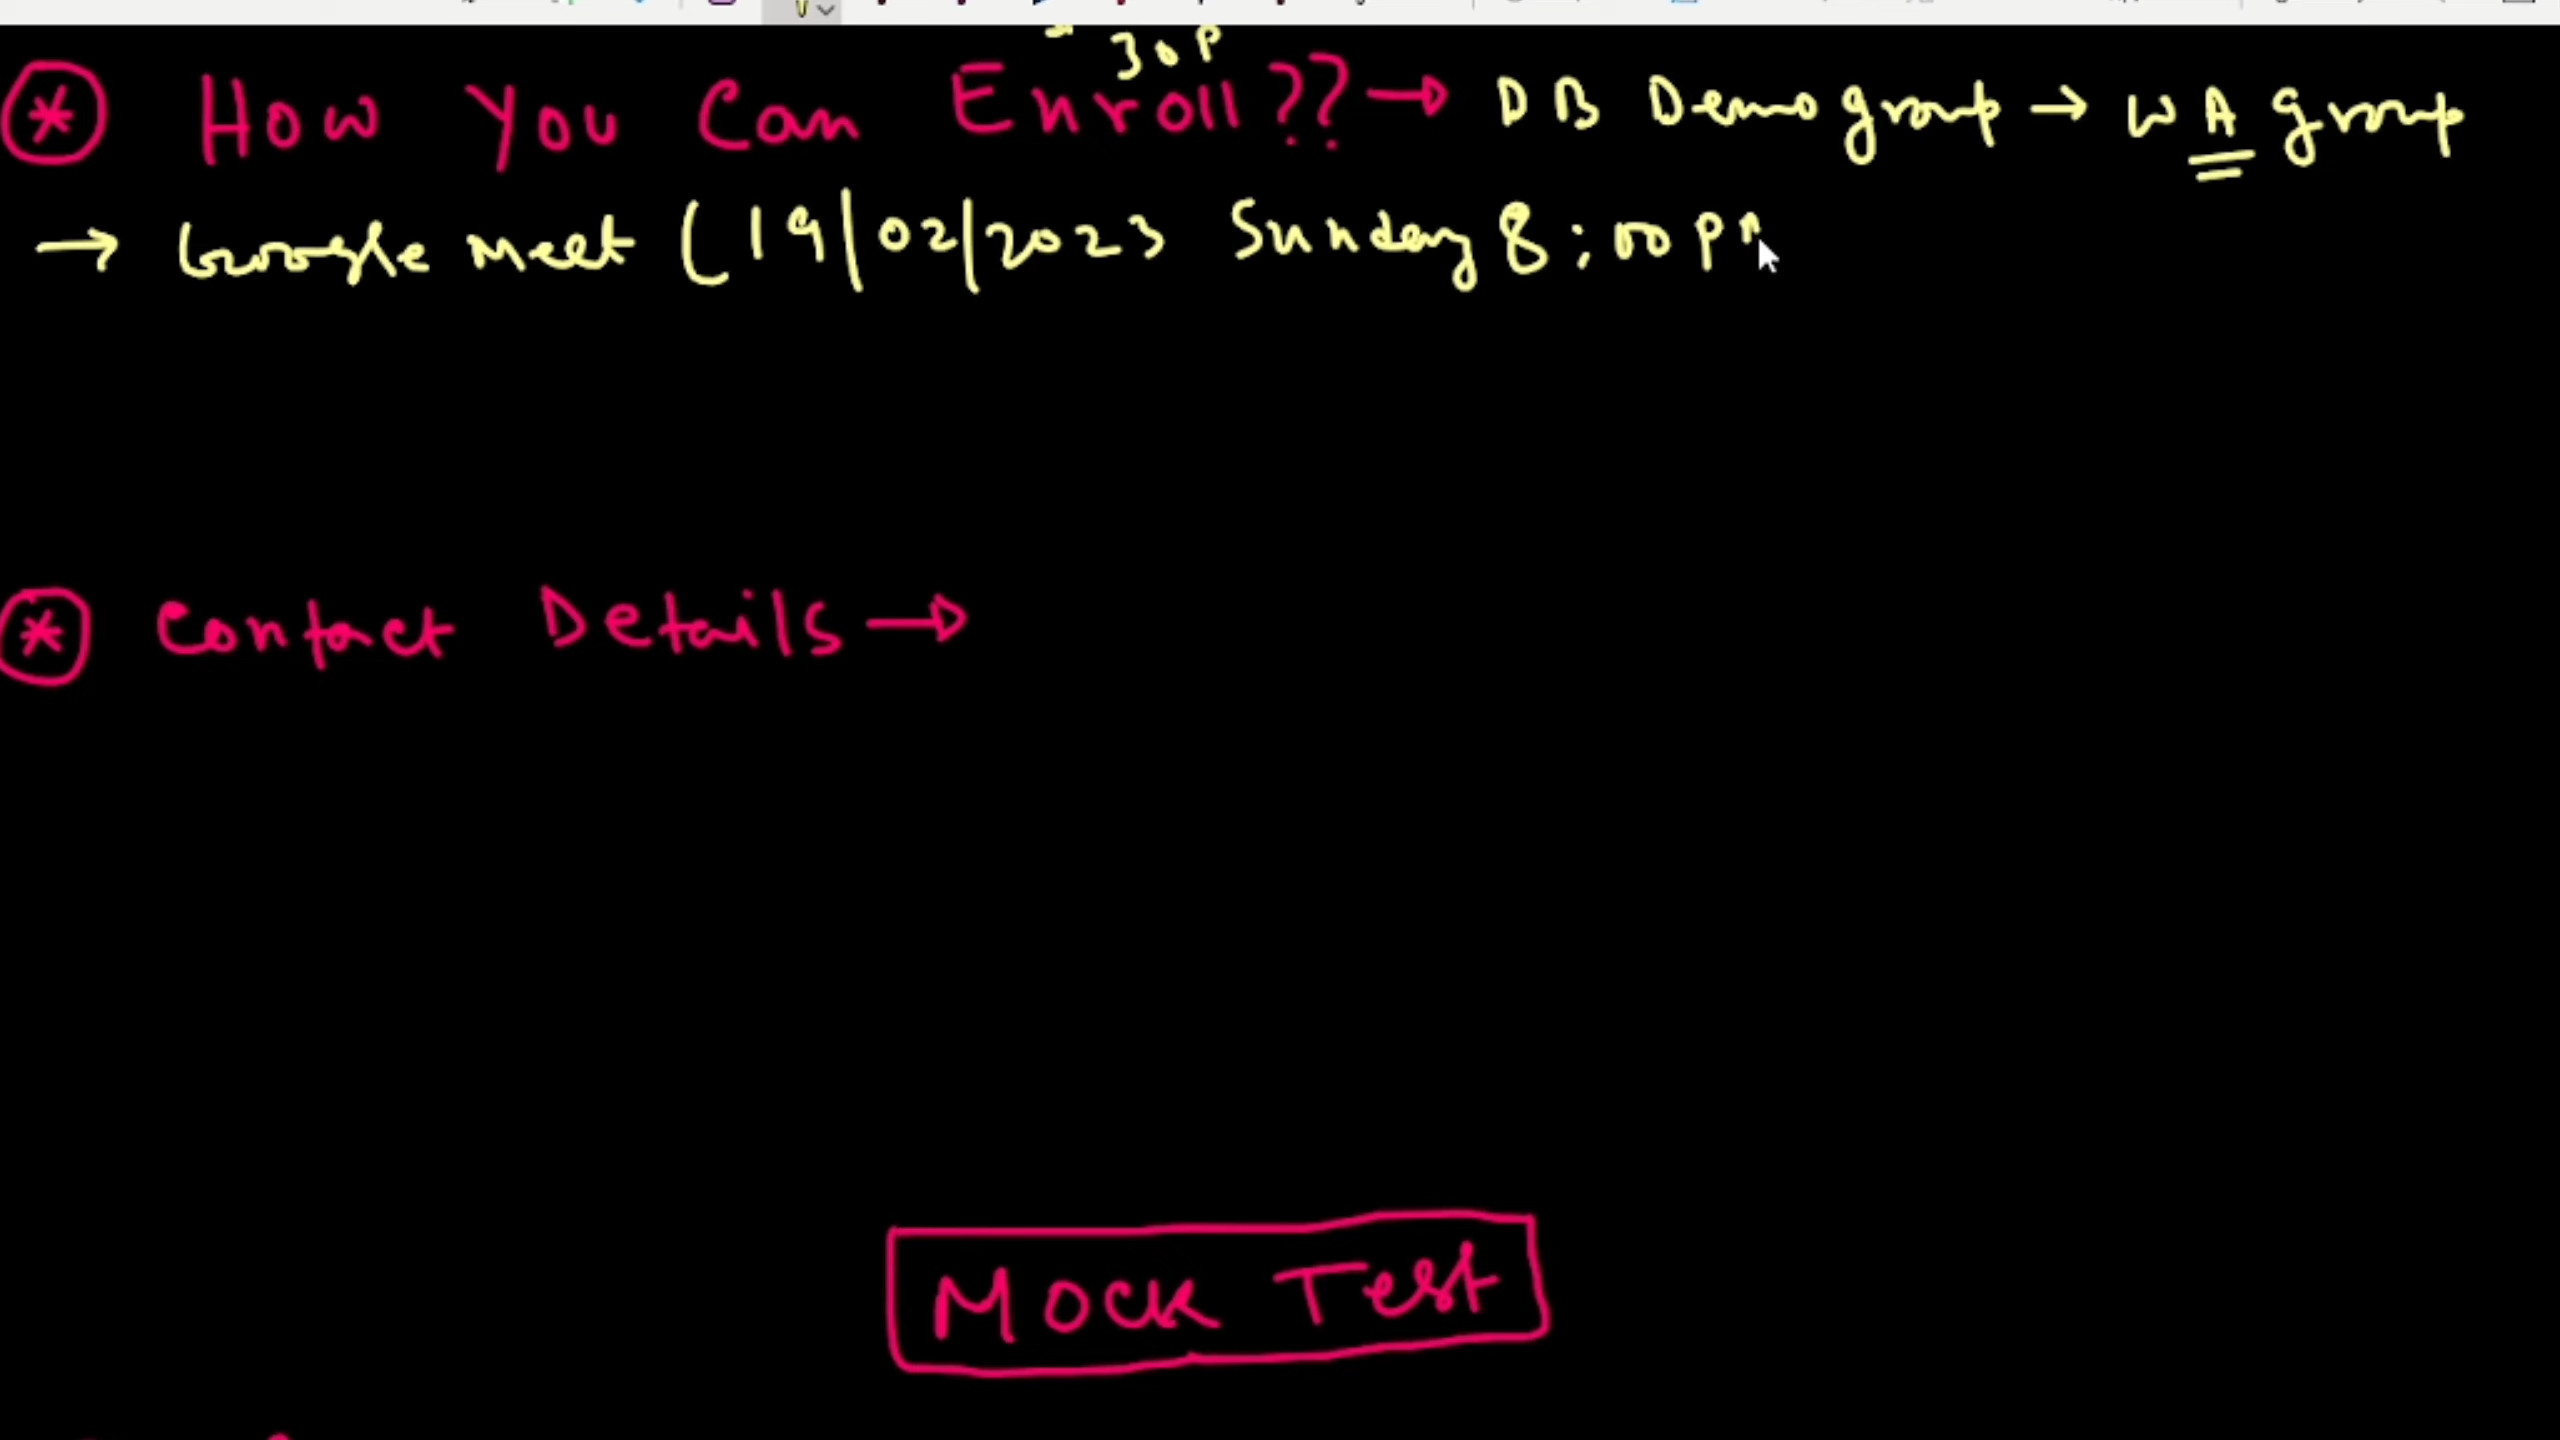 30 P
* How You Can Enroll?? → DB Demo group → WA group
→ Google Meet (19/02/2023 Sunday 8:00 P
* Contact Details →
Mock Test